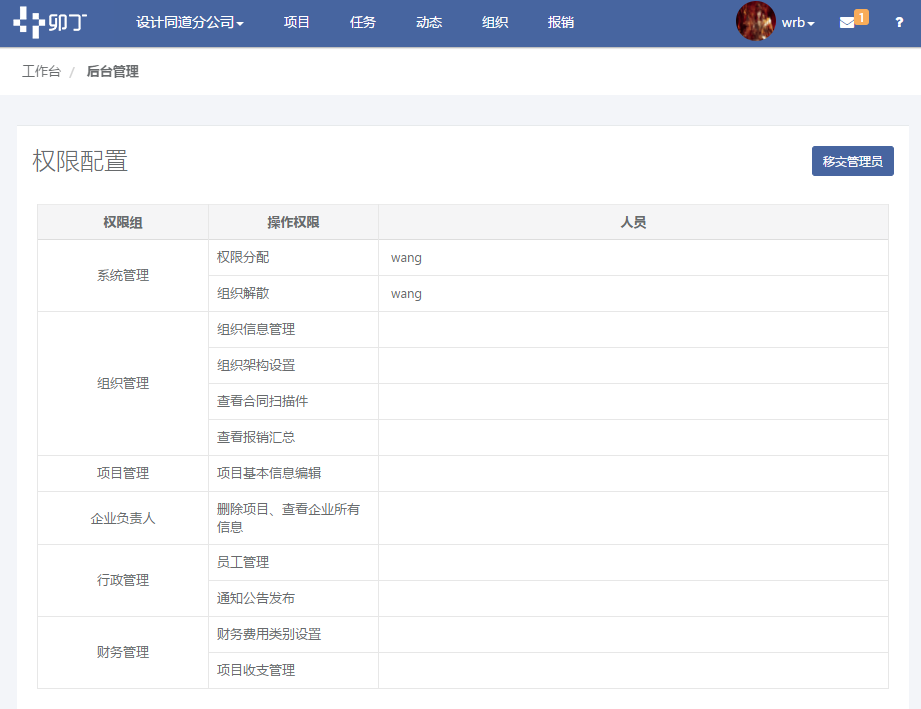 卯丁 设计同道分公司 项目 任务 动态 组织 报销 wrb 1 ?
工作台 / 后台管理
权限配置 移交管理员
权限组 操作权限 人员
系统管理 权限分配 wang
组织解散 wang
组织管理 组织信息管理
组织架构设置
查看合同扫描件
查看报销汇总
项目管理 项目基本信息编辑
企业负责人 删除项目、查看企业所有
信息
行政管理 员工管理
通知公告发布
财务管理 财务费用类别设置
项目收支管理